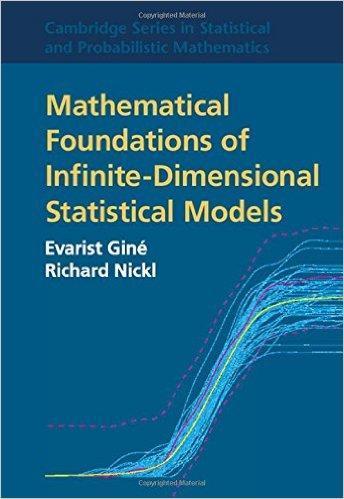 Cambridge Series in Statistical
and Probabilistic Mathematics
Mathematical
Foundations of
Infinite-Dimensional
Statistical Models
Evarist Giné
Richard Nickl